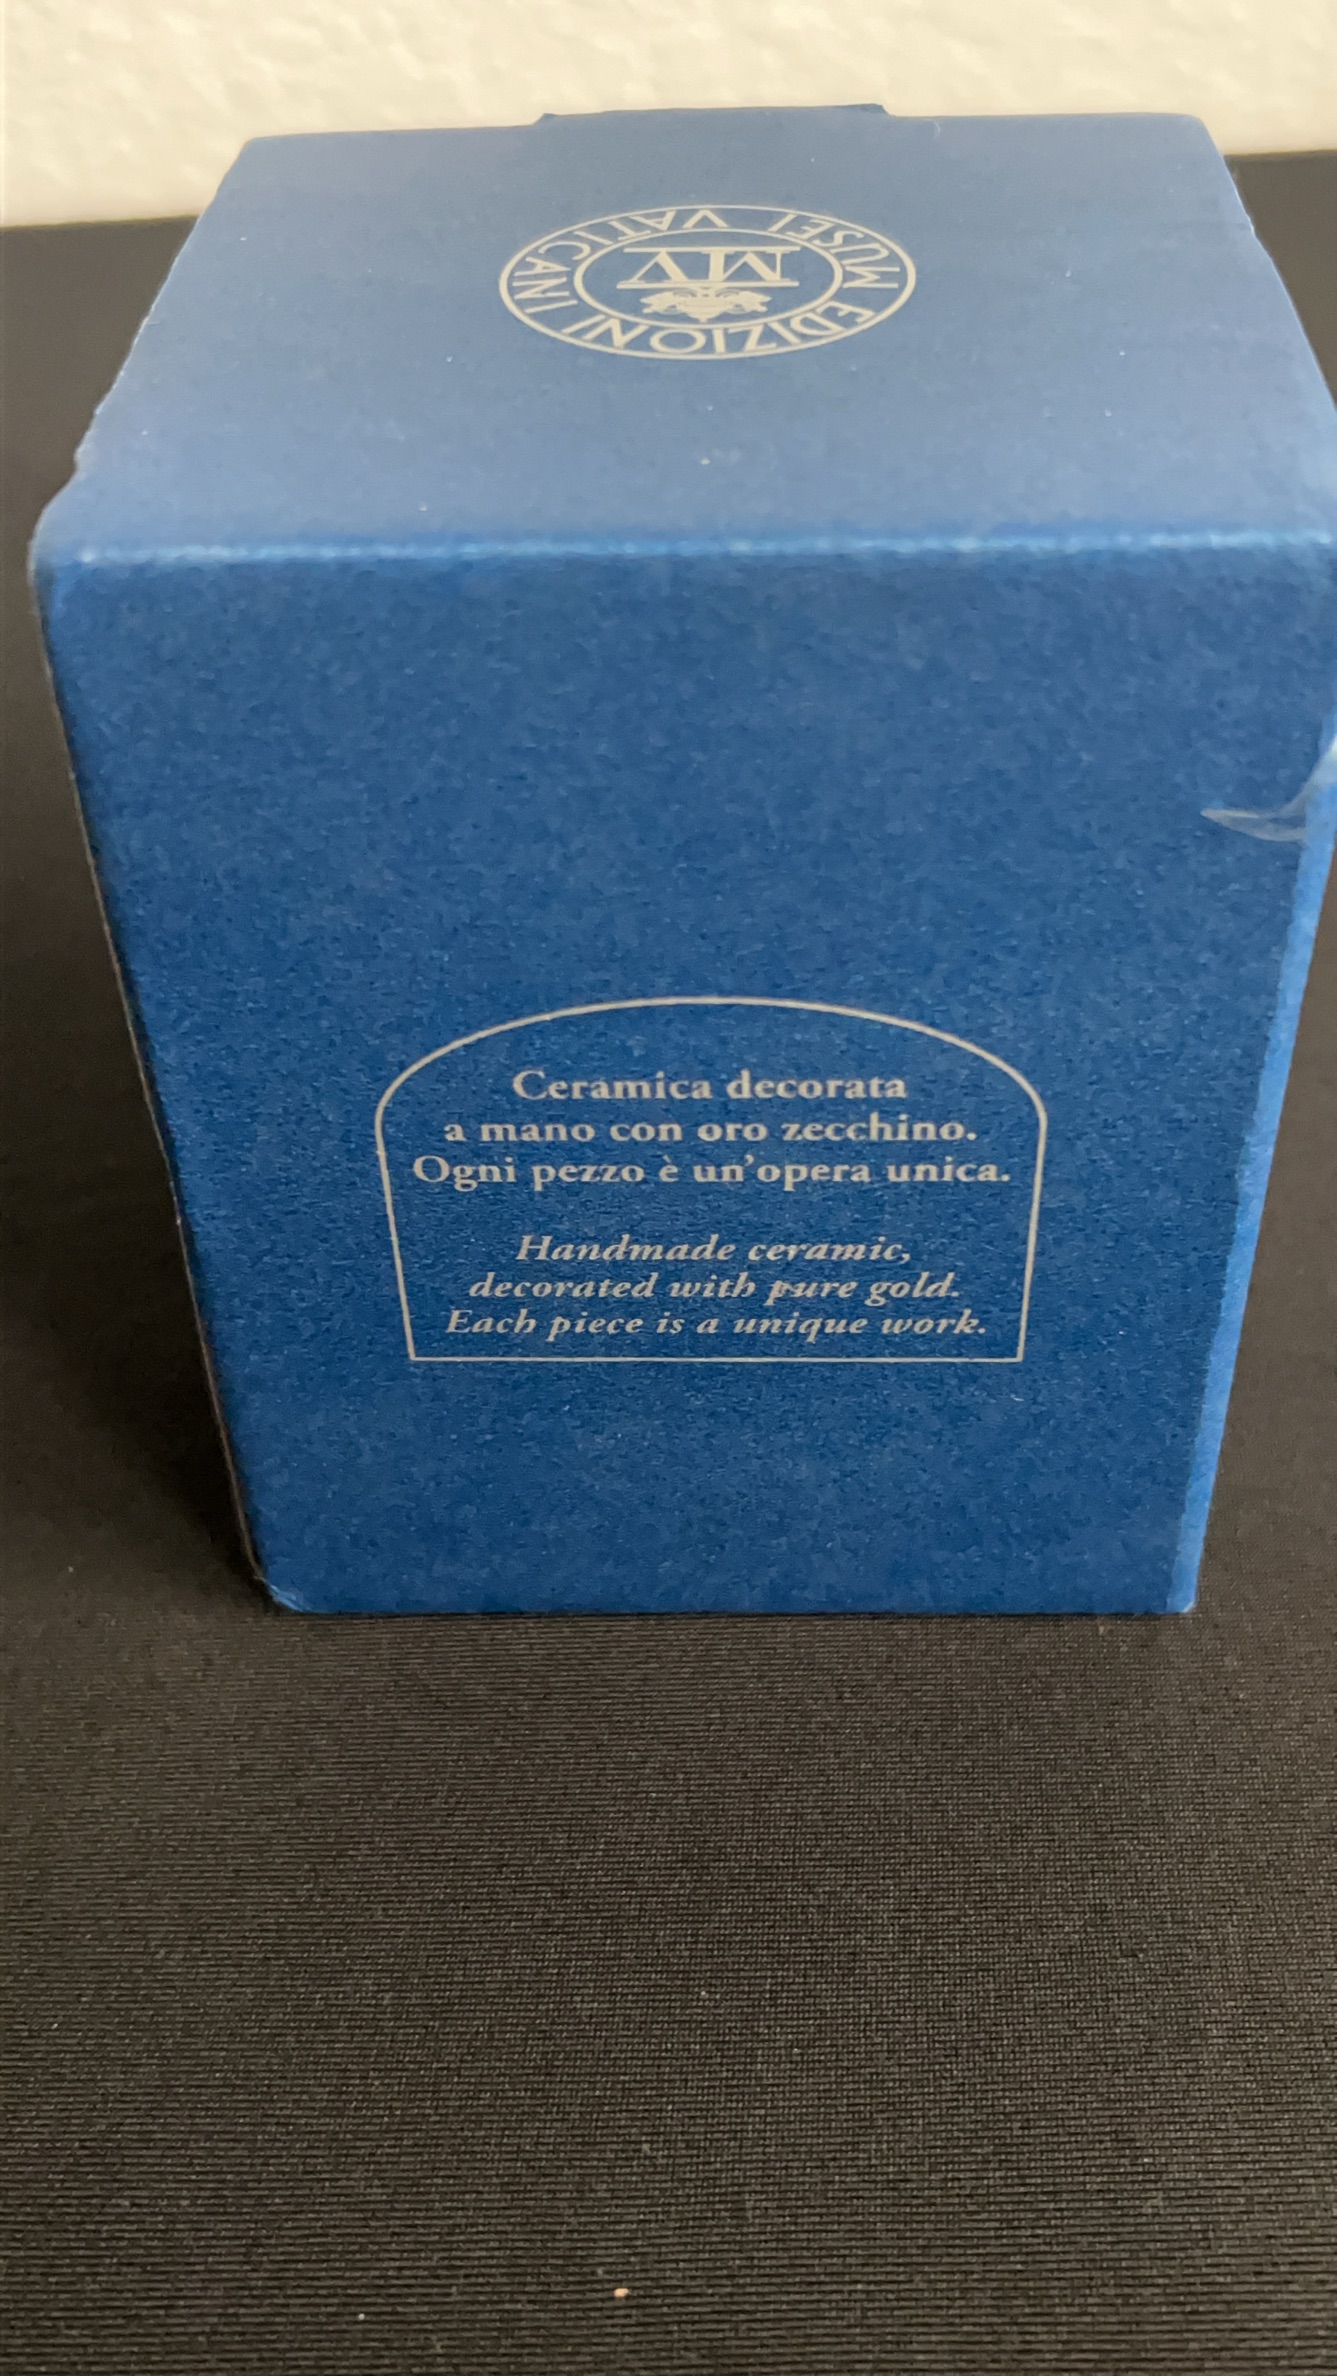 EDIZIONI MUSEI VATICANI
MV
Ceramica decorata
a mano con oro zecchino.
Ogni pezzo è un'opera unica.
Handmade ceramic,
decorated with pure gold.
Each piece is a unique work.